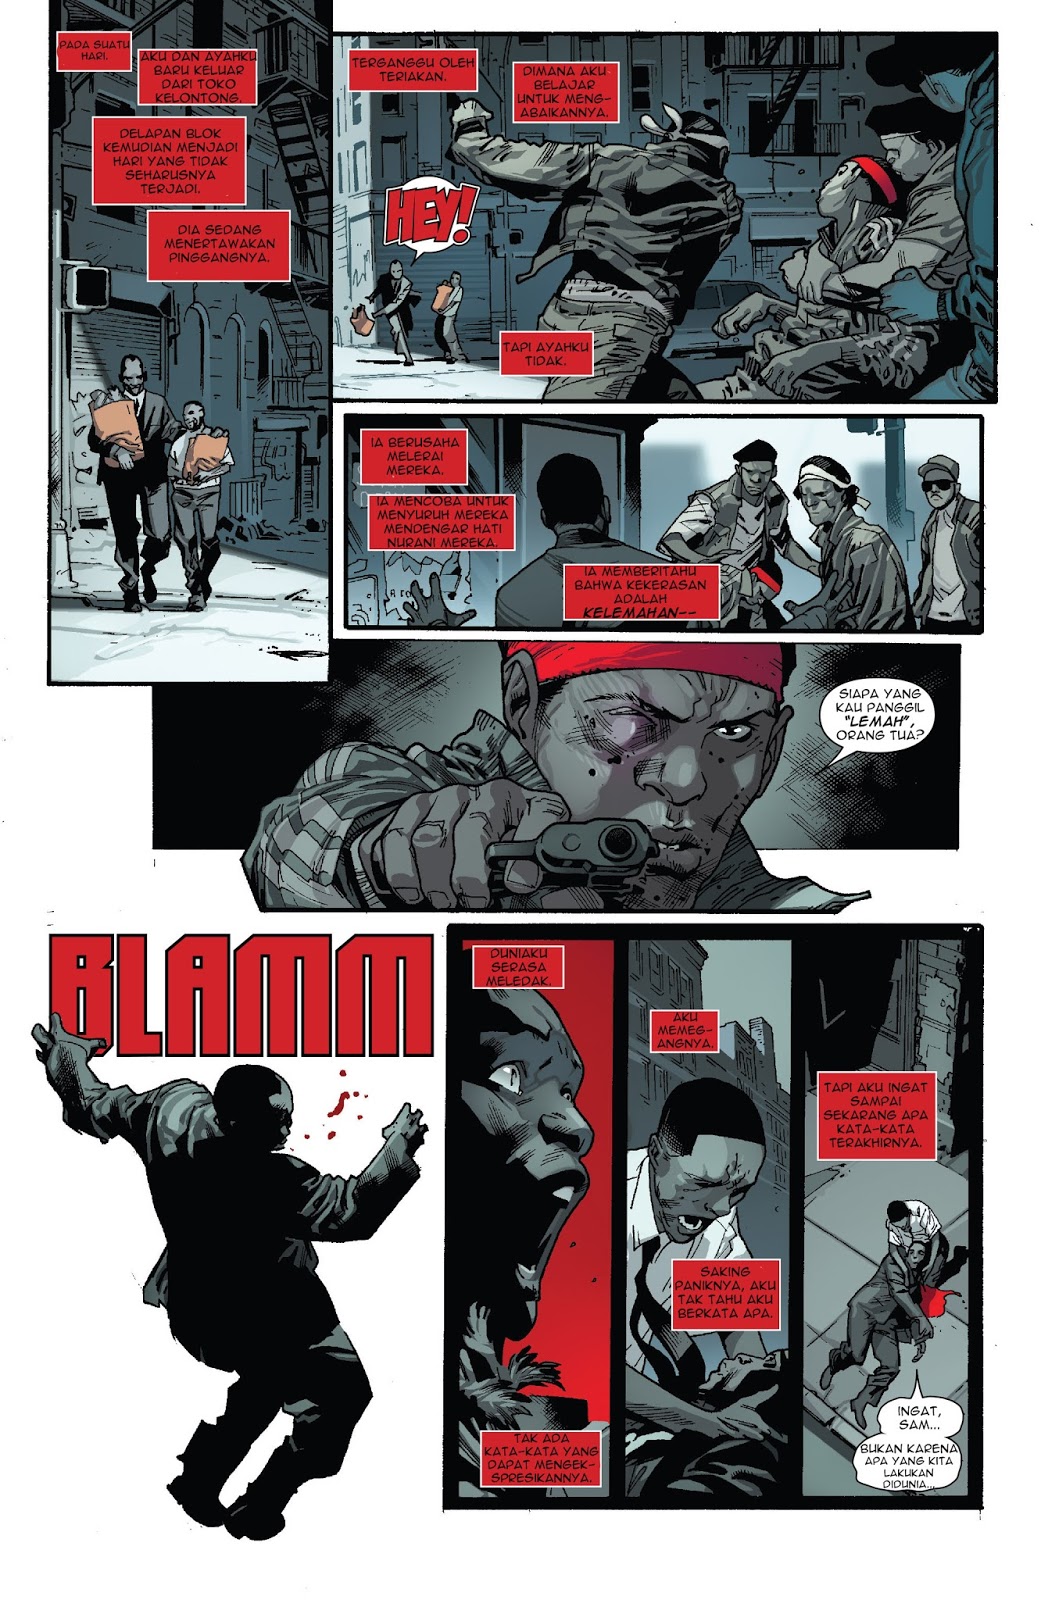 PADA SUATU
HARI.
AKU DAN AYAHKU
BARU KELUAR
DARI TOKO
KELONTONG.
DELAPAN BLOK
KEMUDIAN MENJADI
HARI YANG TIDAK
SEHARUSNYA
TERJADI.
DIA SEDANG
MENERTAWAKAN
PINGGANGNYA.
TERGANGGU OLEH
TERIAKAN.
DIMANA AKU
BELAJAR
UNTUK MENG-
ABAIKANNYA.
HEY!
TAPI AYAHKU
TIDAK.
IA BERUSAHA
MELERAI
MEREKA.
IA MENCOBA UNTUK
MENYURUH MEREKA
MENDENGAR HATI
NURANI MEREKA.
IA MEMBERITAHU
BAHWA KEKERASAN
ADALAH
KELEMAHAN--
SIAPA YANG
KAU PANGGIL
"LEMAH",
ORANG TUA?
BLAMM
DUNIAKU
SERASA
MELEDAK.
TAK ADA
KATA-KATA YANG
DAPAT MENGEK-
SPRESIKANNYA.
AKU
MEMEG-
ANGNYA.
SAKING
PANIKNYA, AKU
TAK TAHU AKU
BERKATA APA.
TAPI AKU INGAT
SAMPAI
SEKARANG APA
KATA-KATA
TERAKHIRNYA.
INGAT,
SAM...
BUKAN KARENA
APA YANG KITA
LAKUKAN
DIDUNIA...